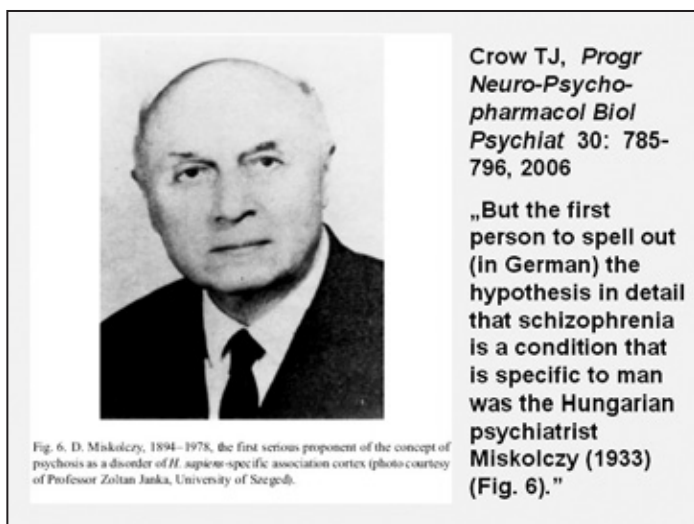 Crow TJ, Progr
Neuro-Psycho-
pharmacol Biol
Psychiat 30: 785-
796, 2006
„But the first
person to spell out
(in German) the
hypothesis in detail
that schizophrenia
is a condition that
is specific to man
was the Hungarian
psychiatrist
Miskolczy (1933)
(Fig. 6).”
Fig. 6. D. Miskolczy, 1894–1978, the first serious proponent of the concept of
psychosis as a disorder of H. sapiens-specific association cortex (photo courtesy
of Professor Zoltan Janka, University of Szeged).